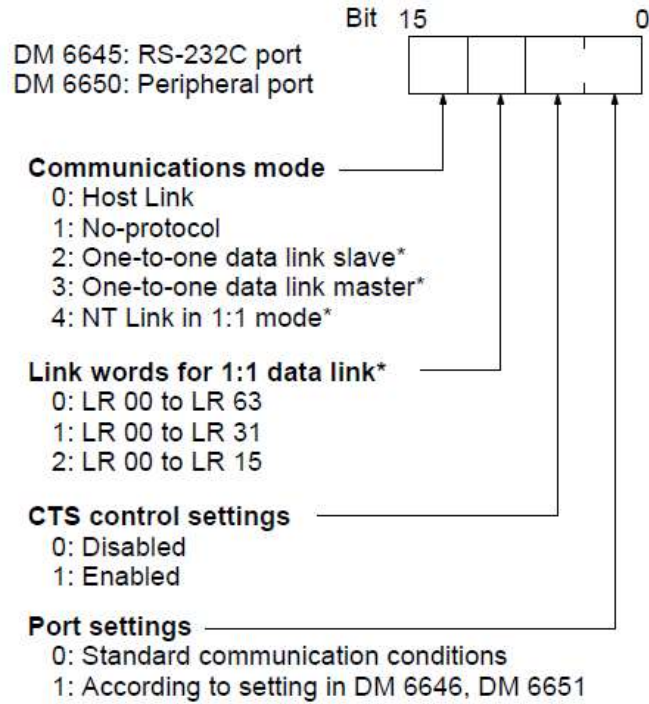 Bit 15 0
DM 6645: RS-232C port
DM 6650: Peripheral port
Communications mode
0: Host Link
1: No-protocol
2: One-to-one data link slave*
3: One-to-one data link master*
4: NT Link in 1:1 mode*
Link words for 1:1 data link*
0: LR 00 to LR 63
1: LR 00 to LR 31
2: LR 00 to LR 15
CTS control settings
0: Disabled
1: Enabled
Port settings
0: Standard communication conditions
1: According to setting in DM 6646, DM 6651